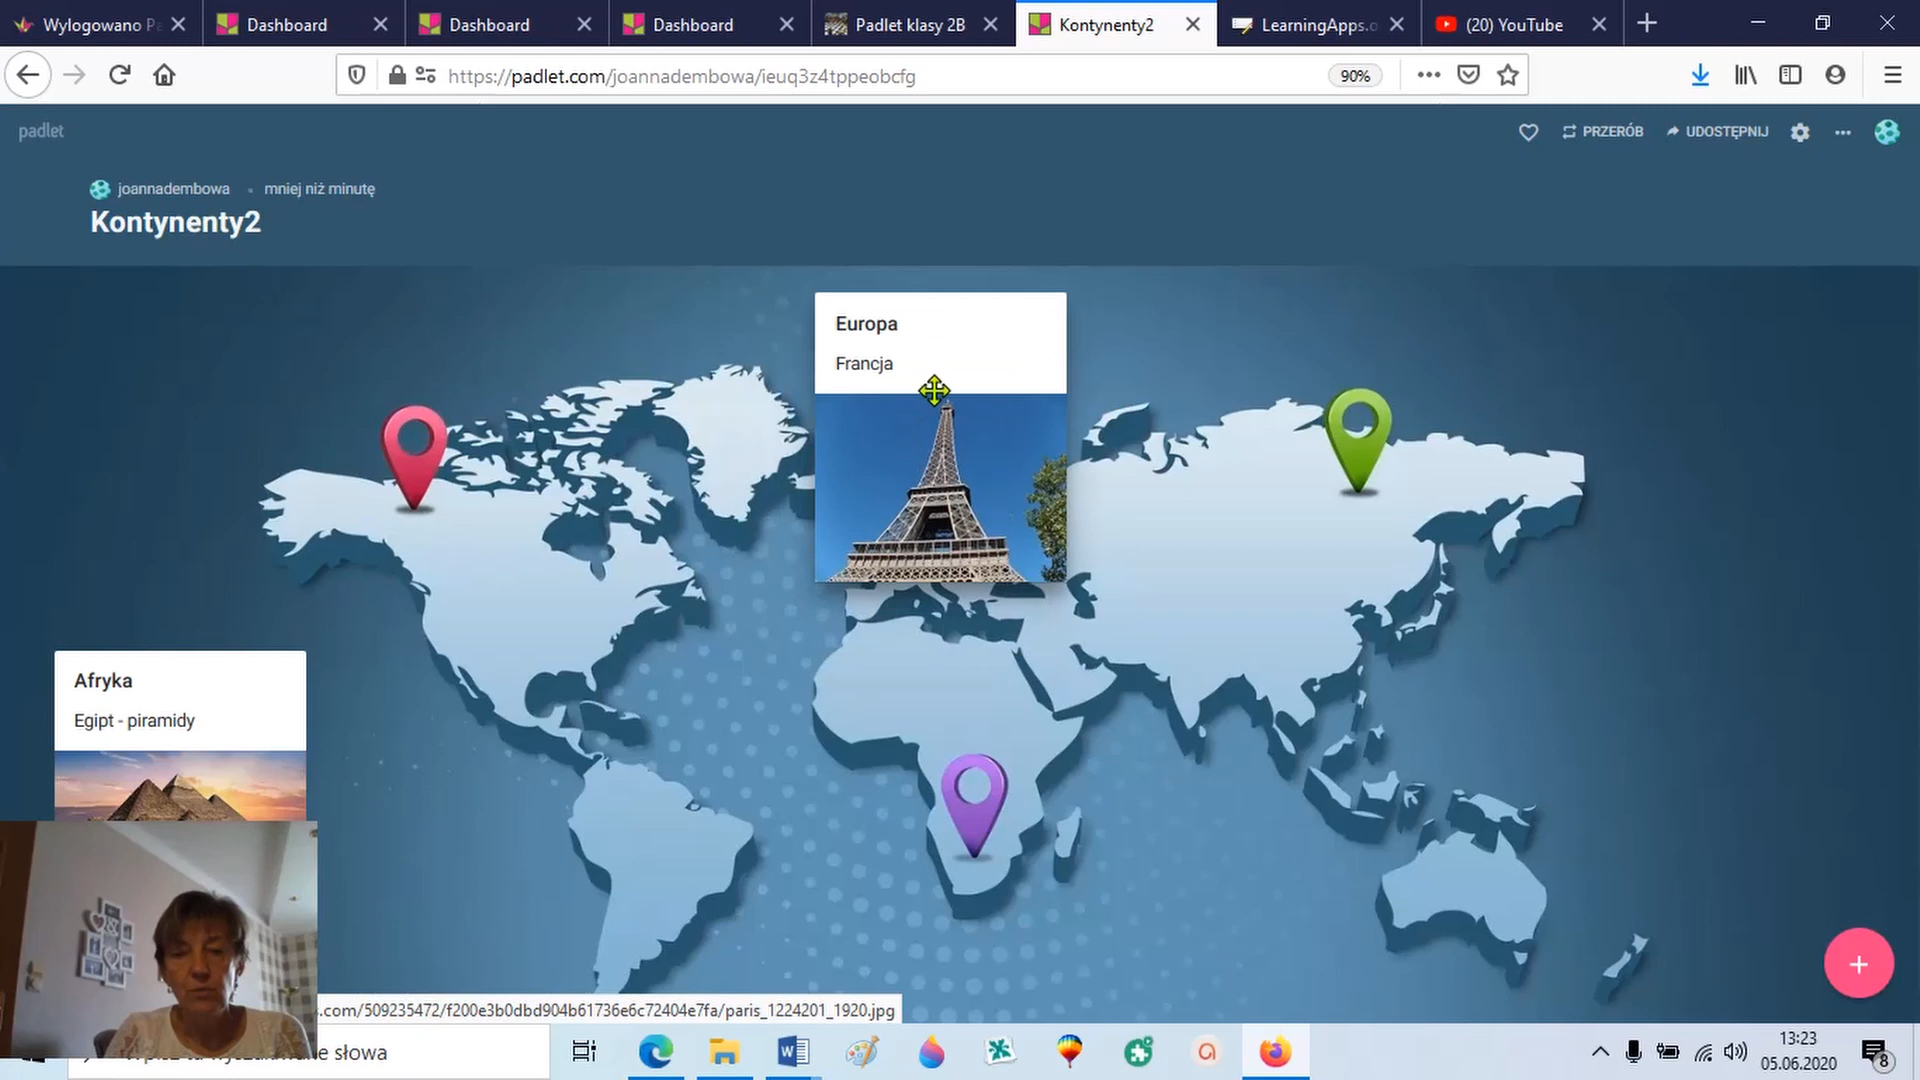 Wylogowano Pa
Dashboard
Dashboard
Dashboard
Padlet klasy 2B
Kontynenty2
LearningApps.o
(20) YouTube
https://padlet.com/joannadembowa/ieuq3z4tppeobcfg
90%
padlet
PRZERÓB
UDOSTĘPNIJ
joannadembowa • mniej niż minutę
Kontynenty2
Europa
Francja
Afryka
Egipt - piramidy
.com/509235472/f200e3b0dbd904b61736e6c72404e7fa/paris_1224201_1920.jpg
słowa
13:23
05.06.2020
8